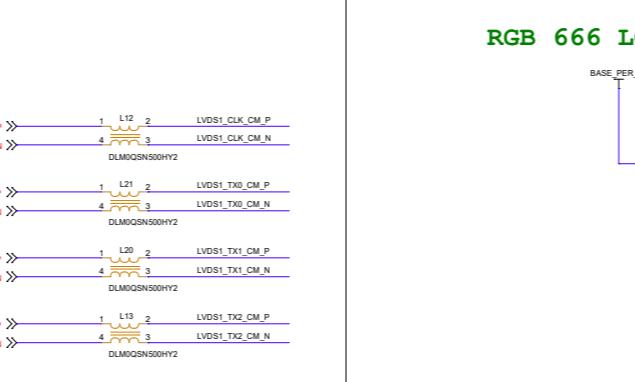 RGB 666 L
BASE_PER_
L12
1 2 LVDS1_CLK_CM_P
4 3 LVDS1_CLK_CM_N
DLM0QSN500HY2
L21
1 2 LVDS1_TX0_CM_P
4 3 LVDS1_TX0_CM_N
DLM0QSN500HY2
L20
1 2 LVDS1_TX1_CM_P
4 3 LVDS1_TX1_CM_N
DLM0QSN500HY2
L13
1 2 LVDS1_TX2_CM_P
4 3 LVDS1_TX2_CM_N
DLM0QSN500HY2